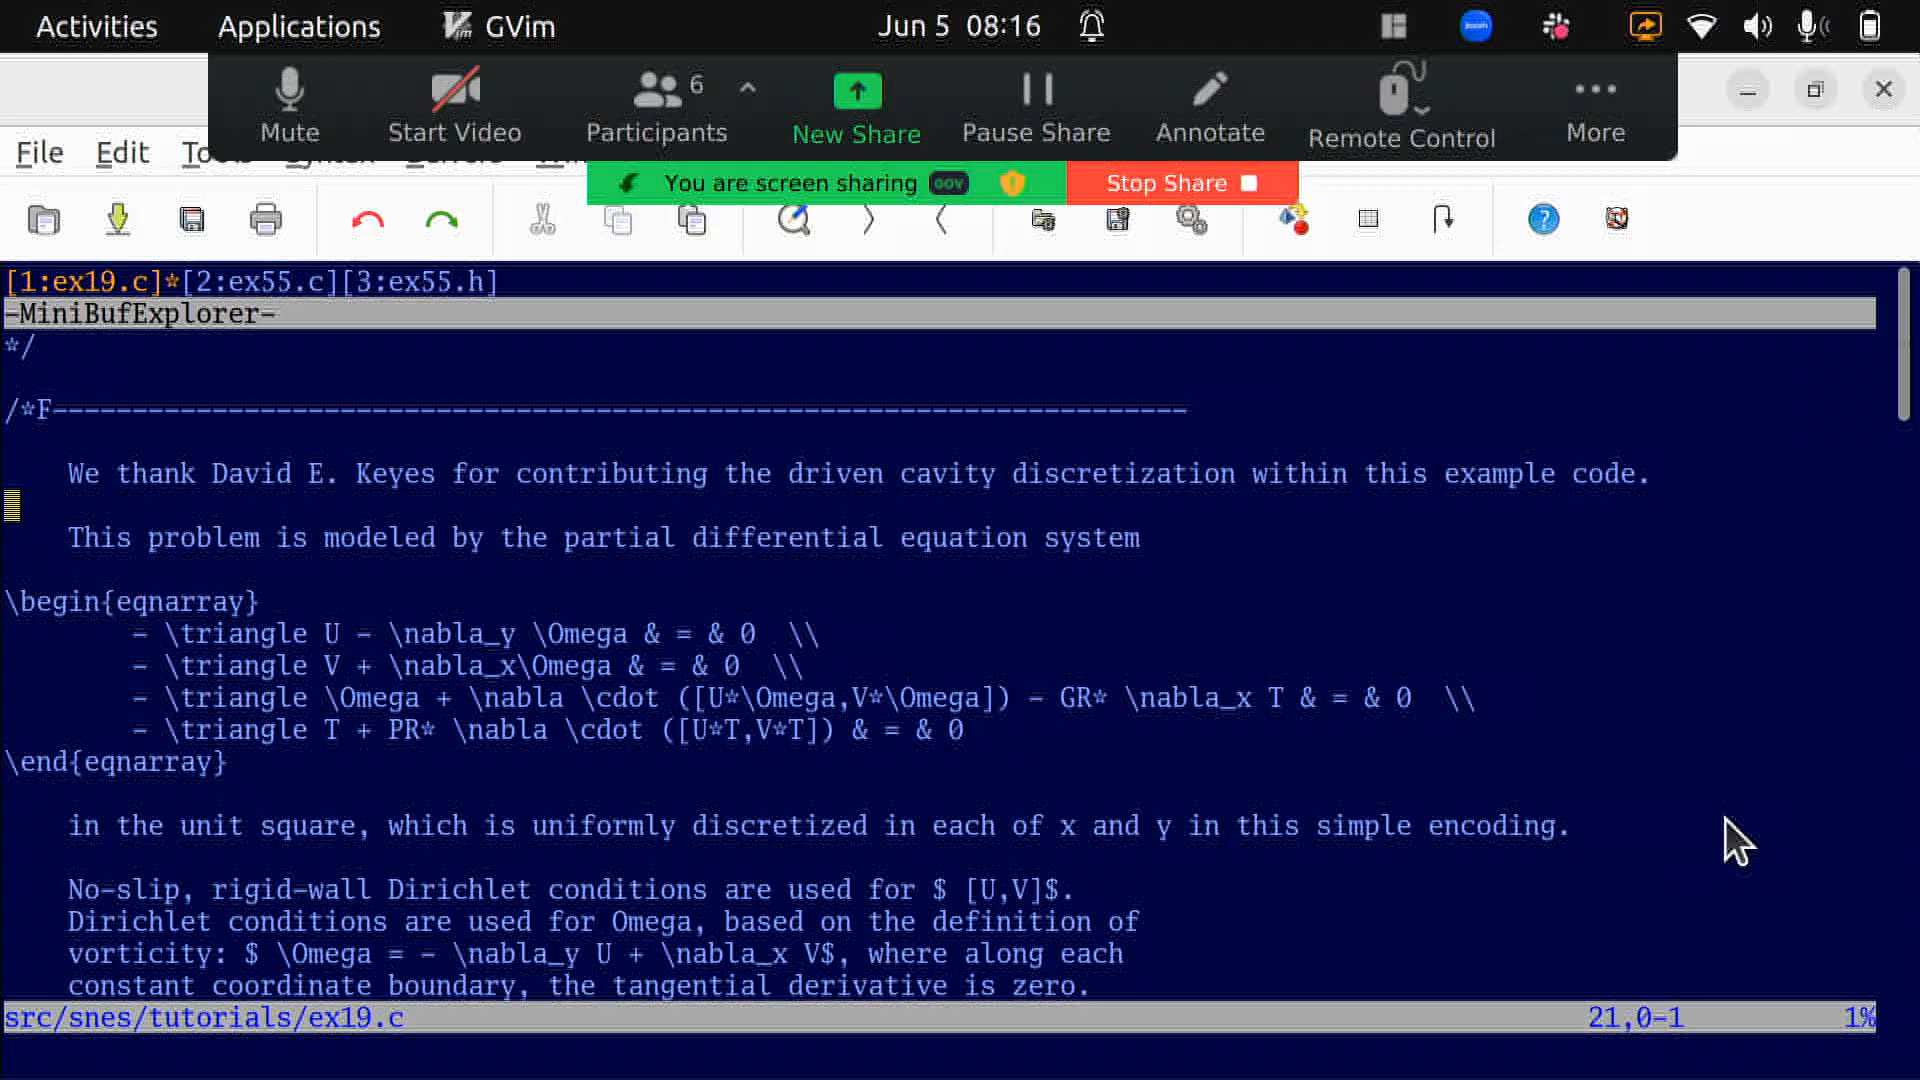 Activities Applications GVim Jun 5 08:16
Mute Start Video Participants 6 New Share Pause Share Annotate Remote Control More
File Edit
You are screen sharing GOV Stop Share
[1:ex19.c]*[2:ex55.c][3:ex55.h]
-MiniBufExplorer-
*/
/*F-----------------------------------------------------------------------
We thank David E. Keyes for contributing the driven cavity discretization within this example code.
This problem is modeled by the partial differential equation system
\begin{eqnarray}
- \triangle U - \nabla_y \Omega & = & 0 \\
- \triangle V + \nabla_x\Omega & = & 0 \\
- \triangle \Omega + \nabla \cdot ([U*\Omega,V*\Omega]) - GR* \nabla_x T & = & 0 \\
- \triangle T + PR* \nabla \cdot ([U*T,V*T]) & = & 0
\end{eqnarray}
in the unit square, which is uniformly discretized in each of x and y in this simple encoding.
No-slip, rigid-wall Dirichlet conditions are used for $ [U,V]$.
Dirichlet conditions are used for Omega, based on the definition of
vorticity: $ \Omega = - \nabla_y U + \nabla_x V$, where along each
constant coordinate boundary, the tangential derivative is zero.
src/snes/tutorials/ex19.c 21,0-1 1%